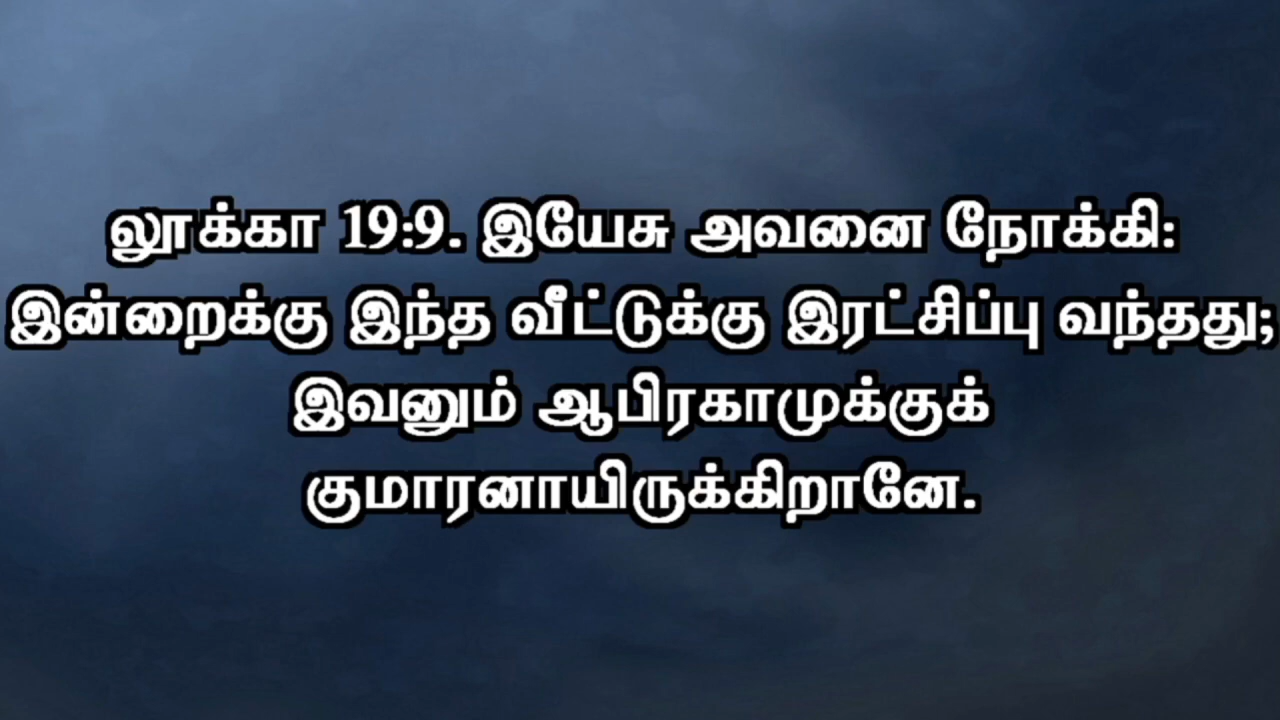 லூக்கா 19:9. இயேசு அவனை நோக்கி:
இன்றைக்கு இந்த வீட்டுக்கு இரட்சிப்பு வந்தது;
இவனும் ஆபிரகாமுக்குக்
குமாரனாயிருக்கிறானே.